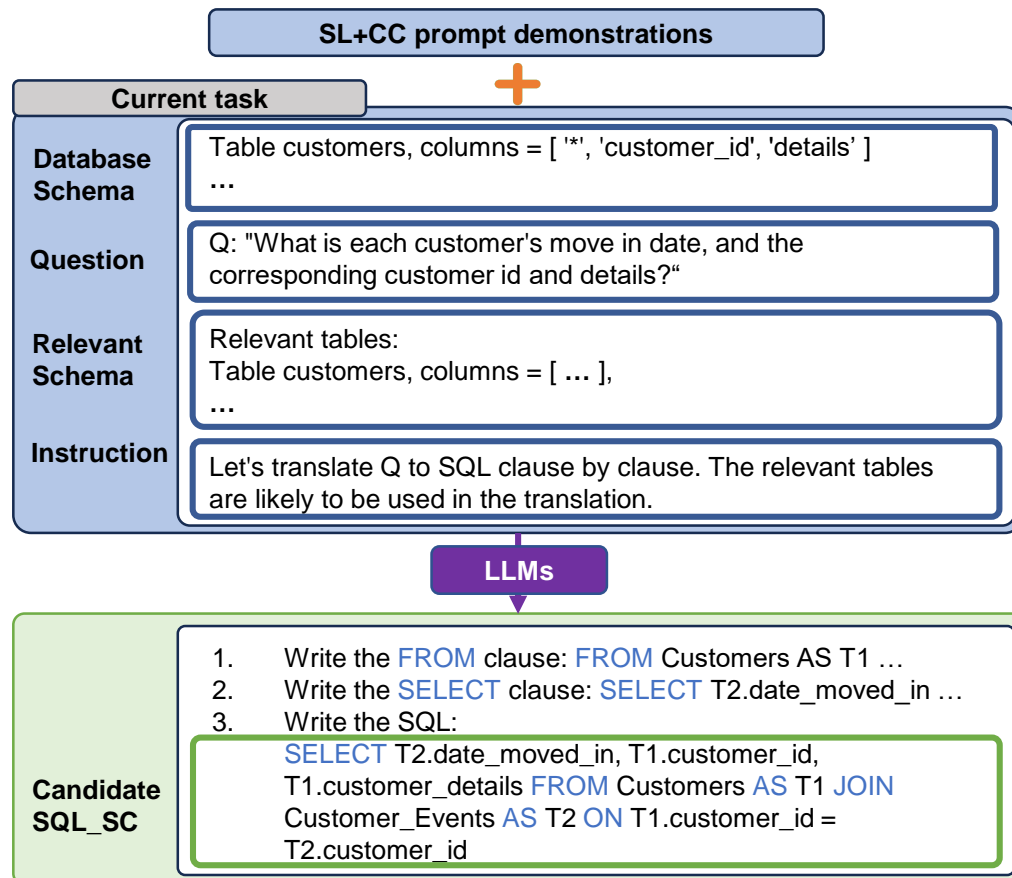 SL+CC prompt demonstrations
Current task
Database
Schema
Table customers, columns = [ '*', 'customer_id', 'details’ ]
…
Question
Q: "What is each customer's move in date, and the
corresponding customer id and details?“
Relevant
Schema
Relevant tables:
Table customers, columns = [ … ],
…
Instruction
Let's translate Q to SQL clause by clause. The relevant tables
are likely to be used in the translation.
LLMs
1. Write the FROM clause: FROM Customers AS T1 …
2. Write the SELECT clause: SELECT T2.date_moved_in …
3. Write the SQL:
Candidate
SQL_SC
SELECT T2.date_moved_in, T1.customer_id,
T1.customer_details FROM Customers AS T1 JOIN
Customer_Events AS T2 ON T1.customer_id =
T2.customer_id